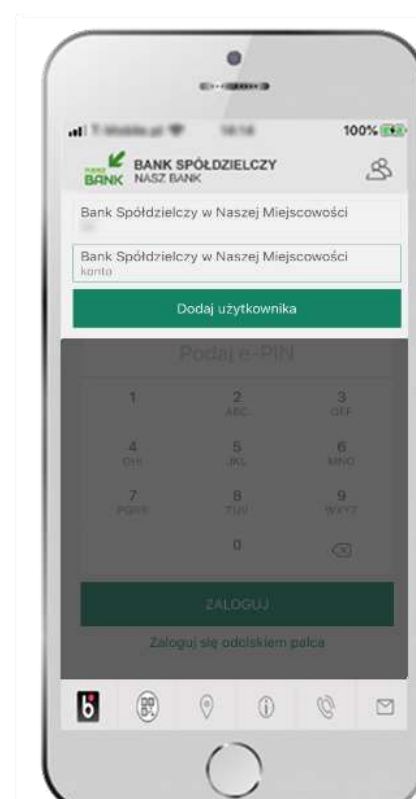 100%
NASZ BANK
BANK SPÓŁDZIELCZY
NASZ BANK
Bank Spółdzielczy w Naszej Miejscowości
Bank Spółdzielczy w Naszej Miejscowości
konto
Dodaj użytkownika
Podaj e-PIN
1 2 3
ABC DEF
4 5 6
GHI JKL MNO
7 8 9
PQRS TUV WXYZ
0
ZALOGUJ
Zaloguj się odciskiem palca
b